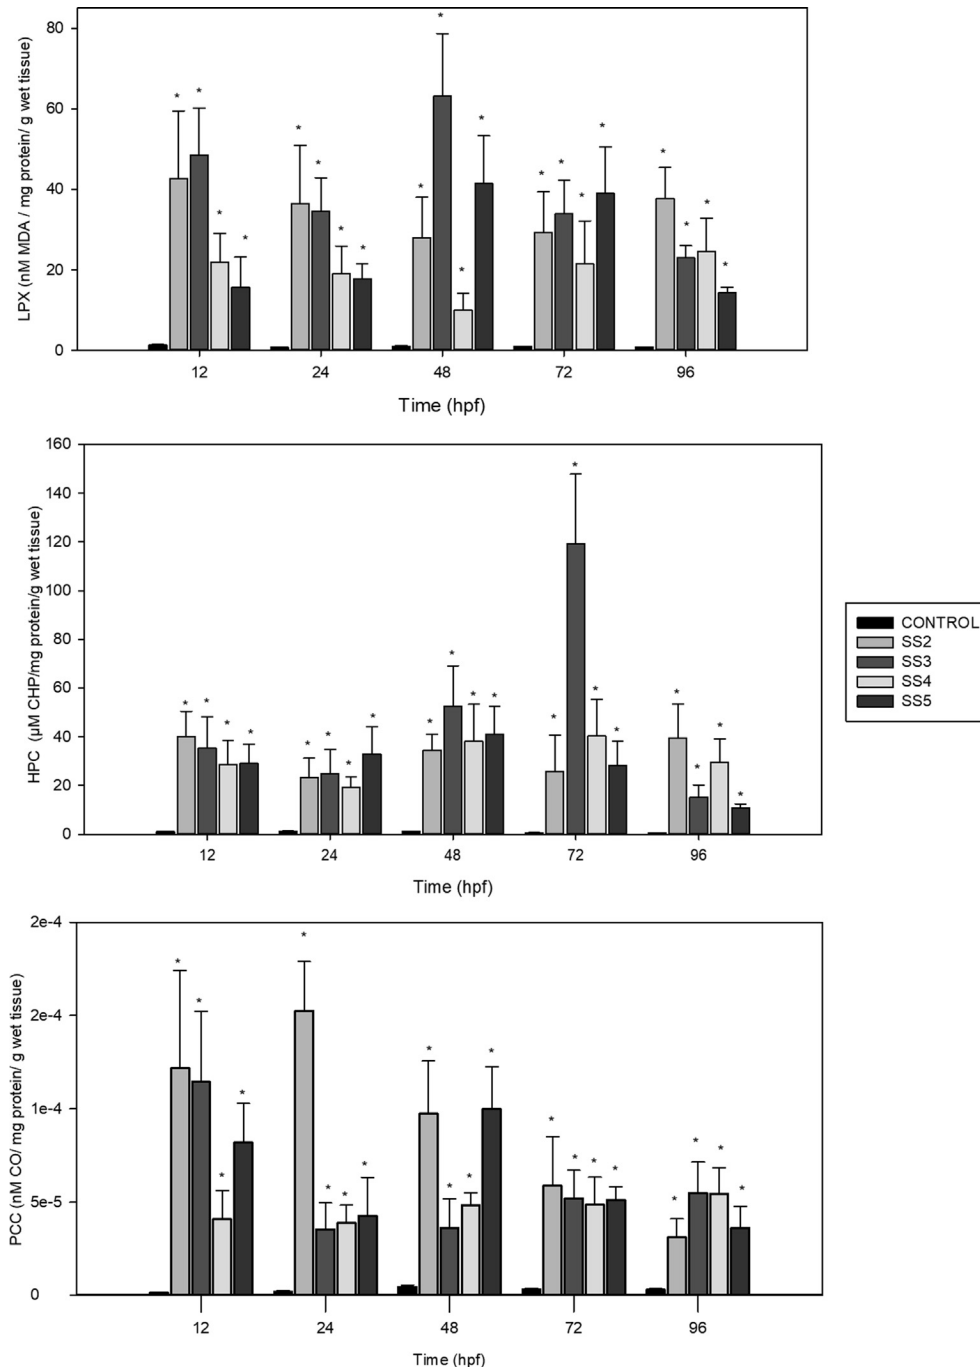 LPX (nM MDA / mg protein/ g wet tissue)
80
60
40
20
0
* * * *
* * * *
* * * *
* * * *
* * * *
12 24 48 72 96
Time (hpf)
HPC (µM CHP/mg protein/g wet tissue)
160
140
120
100
80
60
40
20
0
* * * *
* * * *
* * * *
* * * *
* * * *
12 24 48 72 96
Time (hpf)
CONTROL
SS2
SS3
SS4
SS5
PCC (nM CO/ mg protein/ g wet tissue)
2e-4
2e-4
1e-4
5e-5
0
* * * *
* * * *
* * * *
* * * *
* * * *
12 24 48 72 96
Time (hpf)